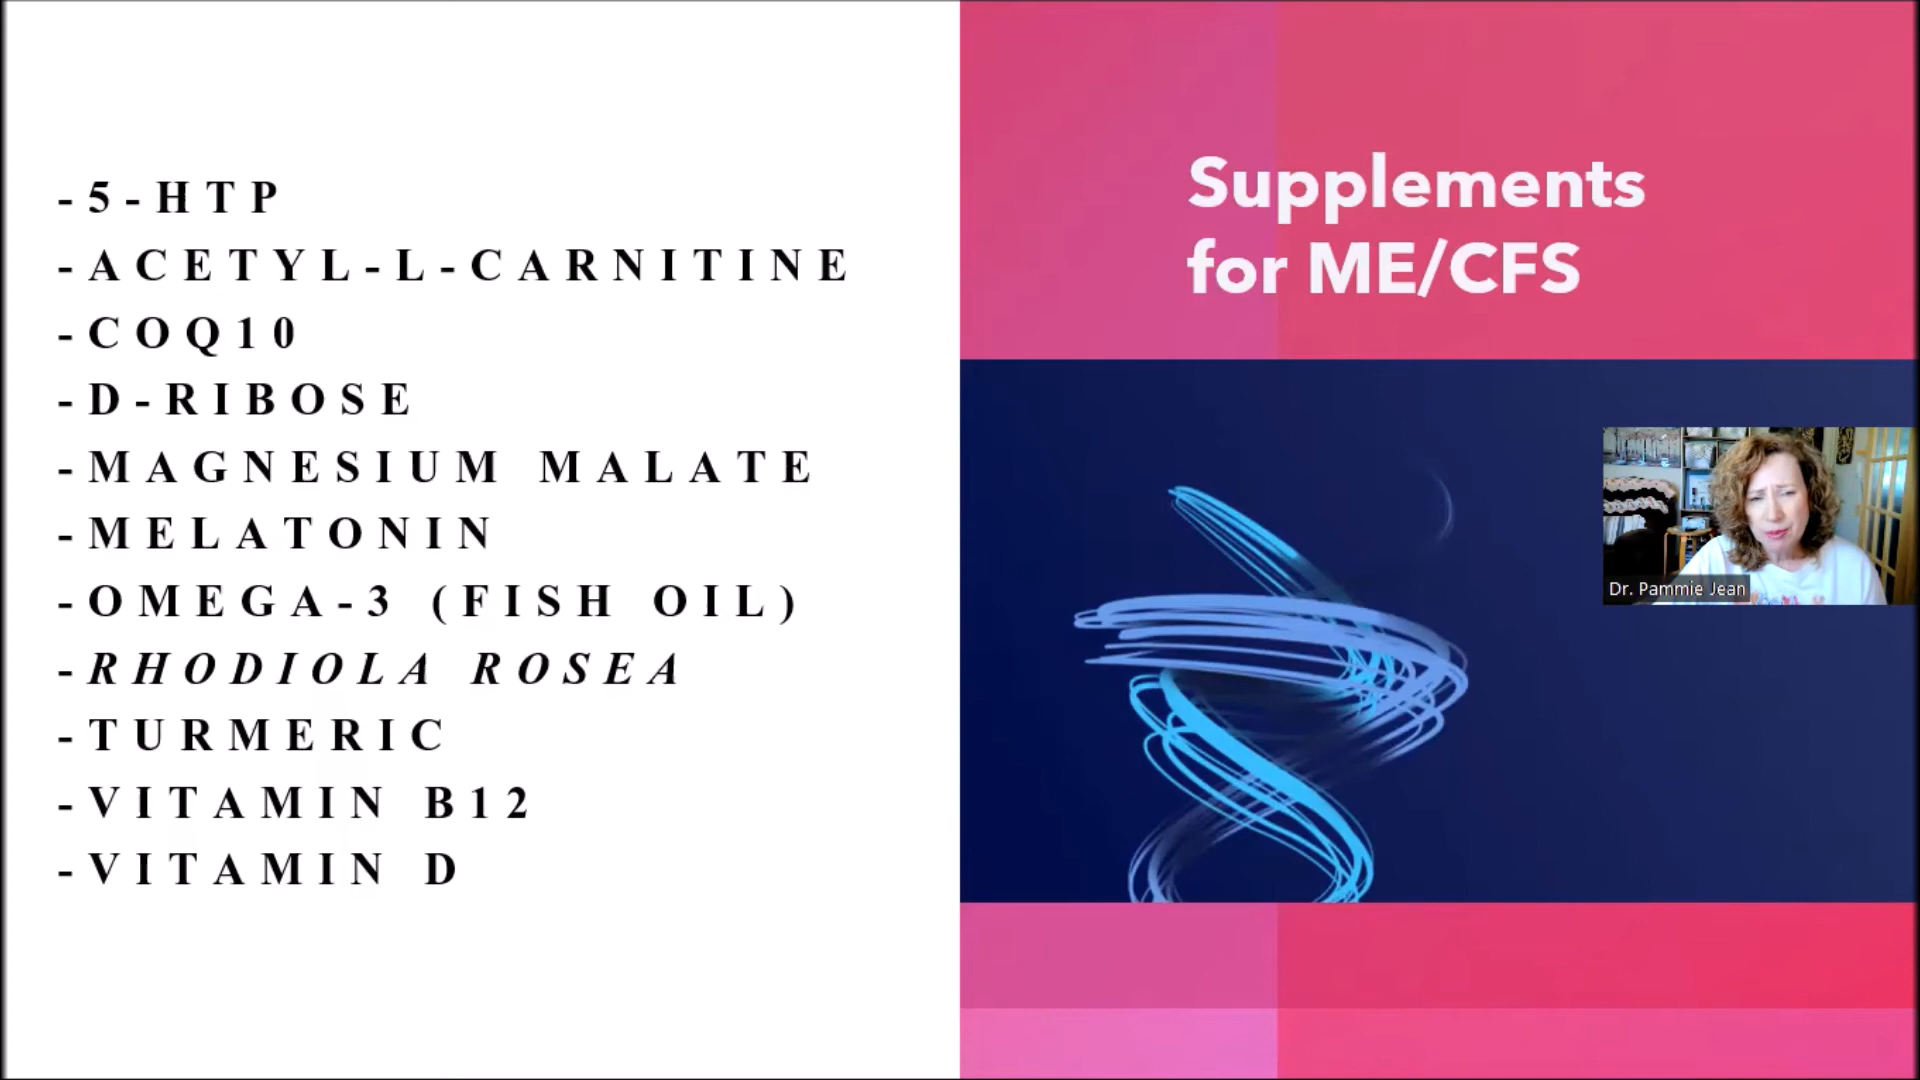 -5-HTP
-ACETYL-L-CARNITINE
-COQ10
-D-RIBOSE
-MAGNESIUM MALATE
-MELATONIN
-OMEGA-3 (FISH OIL)
-RHODIOLA ROSEA
-TURMERIC
-VITAMIN B12
-VITAMIN D
Supplements
for ME/CFS
Dr. Pammie Jean